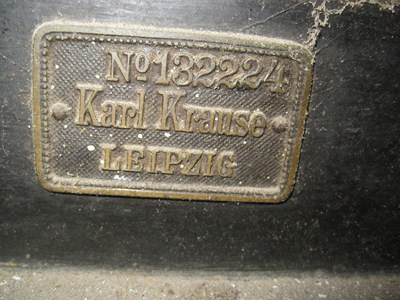 No 132224
Karl Krause
LEIPZIG